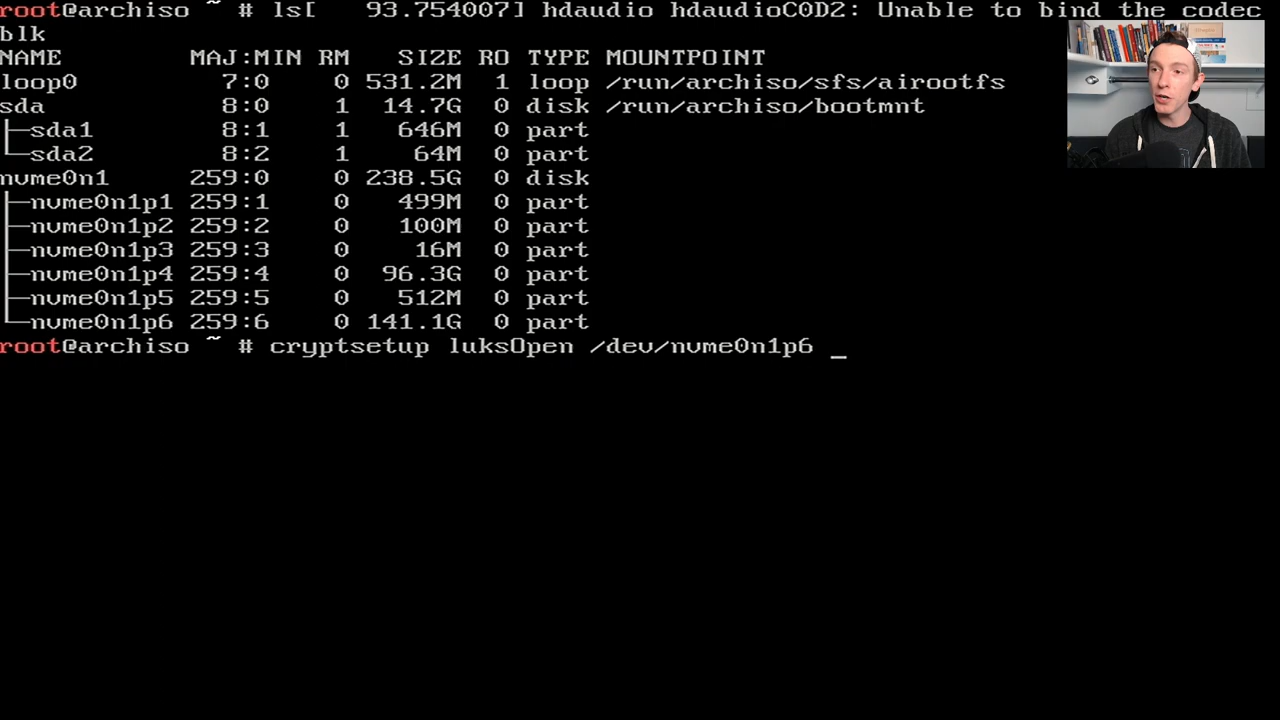 root@archiso ~ # ls[   93.754007] hdaudio hdaudioC0D2: Unable to bind the codec
blk
NAME        MAJ:MIN RM   SIZE RO TYPE MOUNTPOINT
loop0         7:0    0 531.2M  1 loop /run/archiso/sfs/airootfs
sda           8:0    1  14.7G  0 disk /run/archiso/bootmnt
├─sda1        8:1    1   646M  0 part
└─sda2        8:2    1    64M  0 part
nvme0n1     259:0    0 238.5G  0 disk
├─nvme0n1p1 259:1    0   499M  0 part
├─nvme0n1p2 259:2    0   100M  0 part
├─nvme0n1p3 259:3    0    16M  0 part
├─nvme0n1p4 259:4    0  96.3G  0 part
├─nvme0n1p5 259:5    0   512M  0 part
└─nvme0n1p6 259:6    0 141.1G  0 part
root@archiso ~ # cryptsetup luksOpen /dev/nvme0n1p6 _